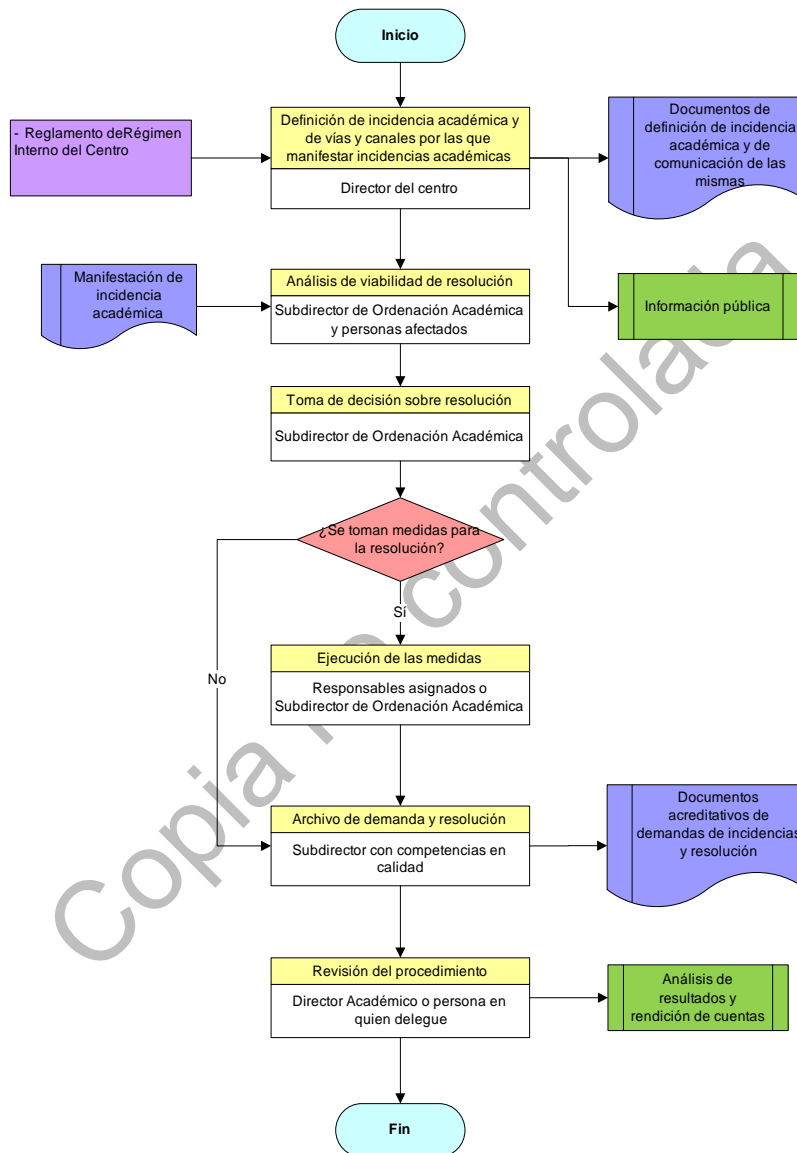 Inicio
- Reglamento deRégimen
Interno del Centro
Definición de incidencia académica y
de vías y canales por las que
manifestar incidencias académicas
Director del centro
Documentos de
definición de incidencia
académica y de
comunicación de las
mismas
Información pública
Manifestación de
incidencia
académica
Análisis de viabilidad de resolución
Subdirector de Ordenación Académica
y personas afectados
Toma de decisión sobre resolución
Subdirector de Ordenación Académica
¿Se toman medidas para
la resolución?
Sí
No
Ejecución de las medidas
Responsables asignados o
Subdirector de Ordenación Académica
Archivo de demanda y resolución
Subdirector con competencias en
calidad
Documentos
acreditativos de
demandas de incidencias
y resolución
Revisión del procedimiento
Director Académico o persona en
quien delegue
Análisis de
resultados y
rendición de cuentas
Fin
Copia no controlada